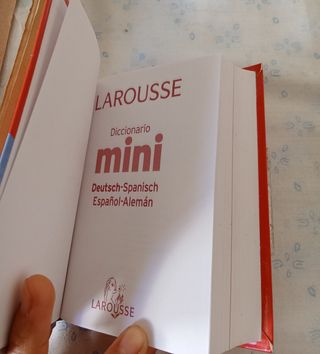 LAROUSSE
Diccionario
mini
Deutsch-Spanisch
Español-Alemán
LAROUSSE